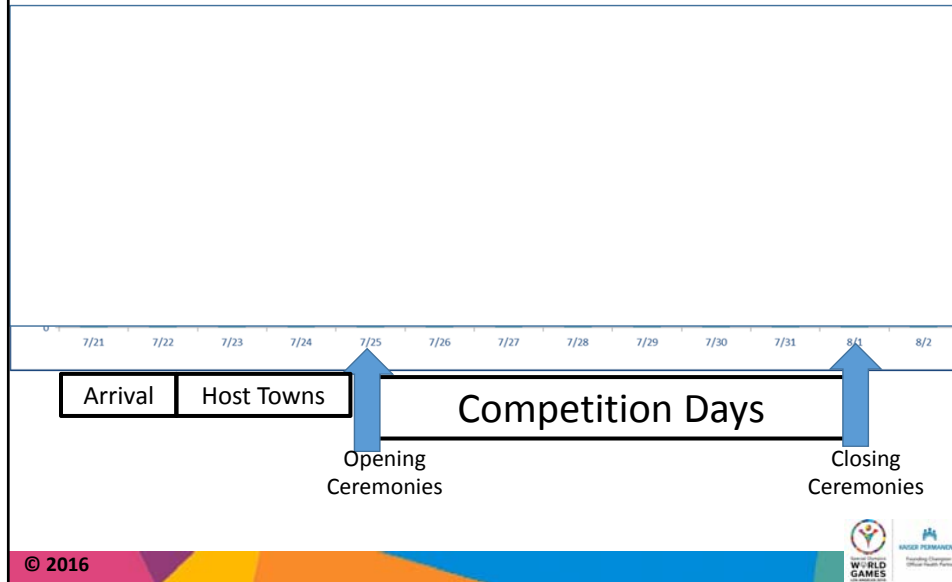 0
7/21 7/22 7/23 7/24 7/25 7/26 7/27 7/28 7/29 7/30 7/31 8/1 8/2
Arrival Host Towns
Competition Days
Opening
Ceremonies
Closing
Ceremonies
© 2016
WORLD
GAMES
KAISER PERMANENTE